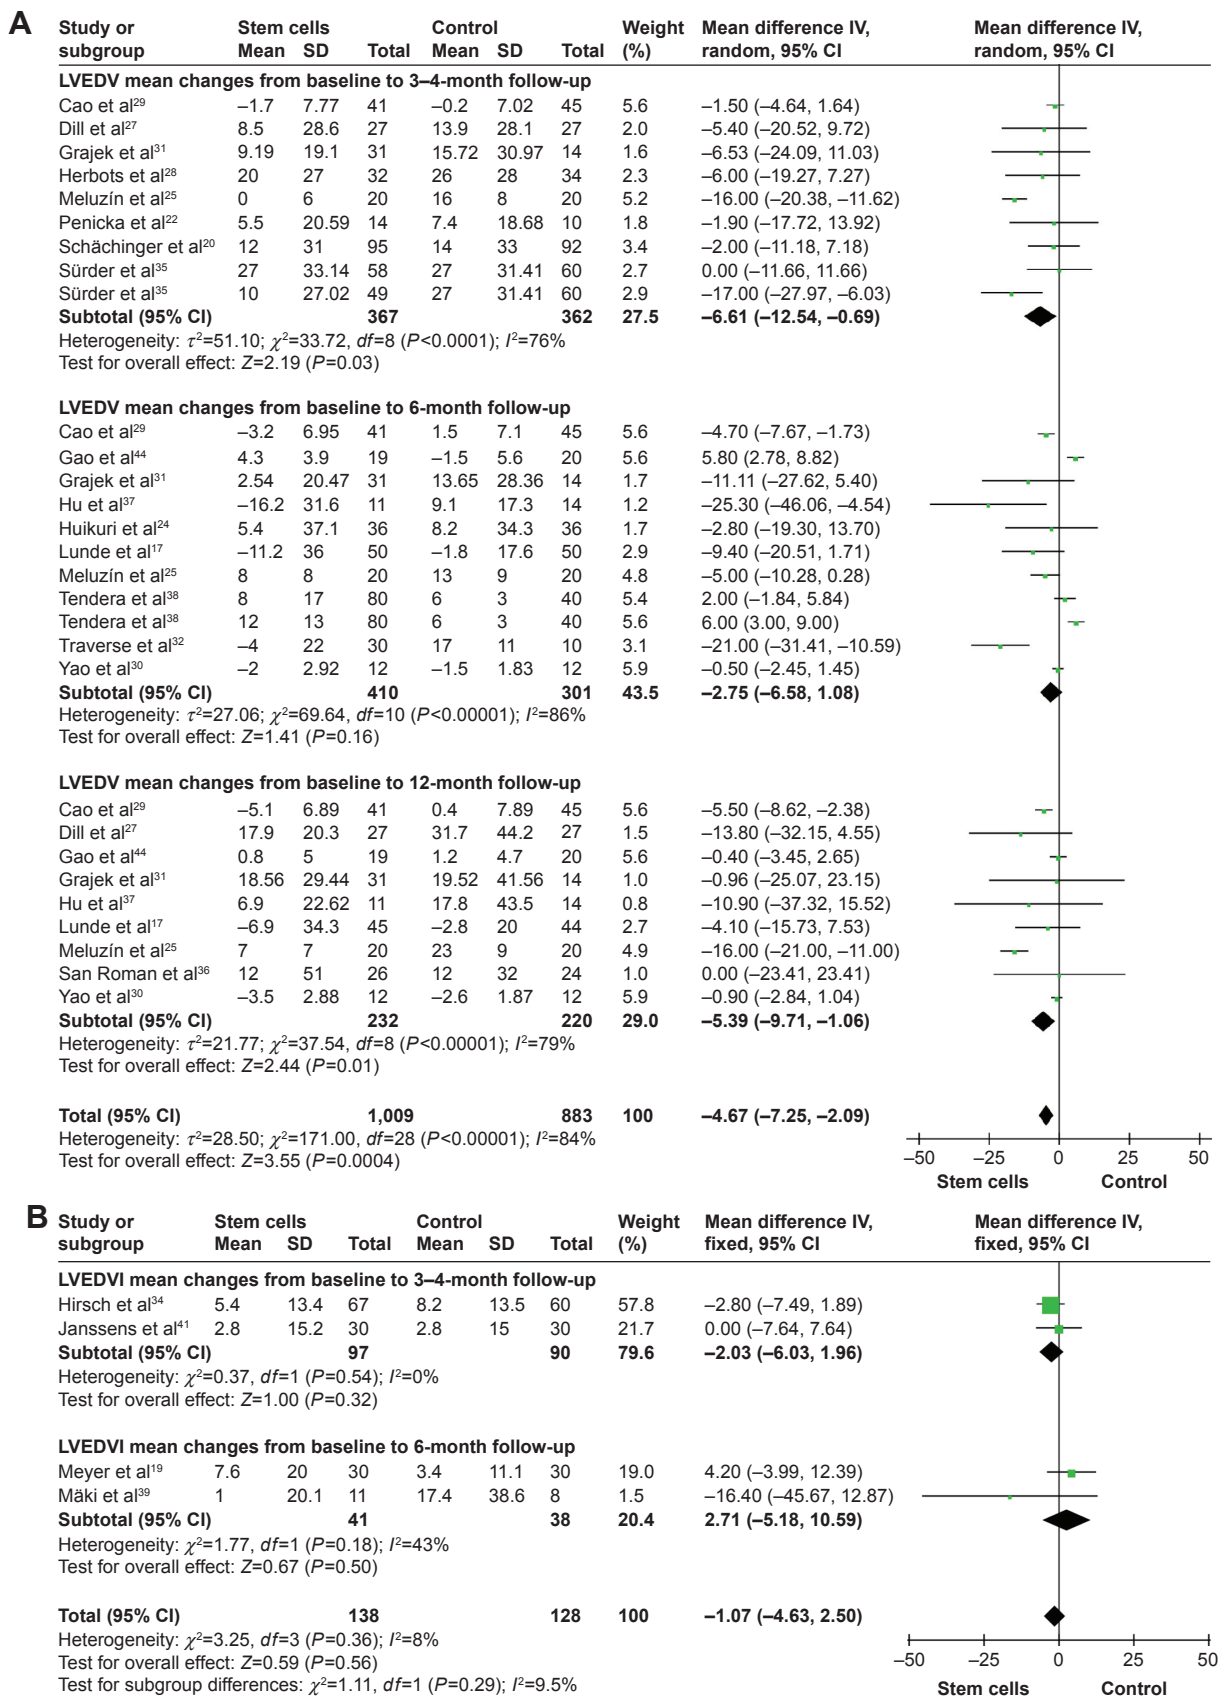 A Study or Stem cells Control Weight Mean difference IV, Mean difference IV,
subgroup Mean SD Total Mean SD Total (%) random, 95% CI random, 95% CI
LVEDV mean changes from baseline to 3–4-month follow-up
Cao et al29 –1.7 7.77 41 –0.2 7.02 45 5.6 –1.50 (–4.64, 1.64)
Dill et al27 8.5 28.6 27 13.9 28.1 27 2.0 –5.40 (–20.52, 9.72)
Grajek et al31 9.19 19.1 31 15.72 30.97 14 1.6 –6.53 (–24.09, 11.03)
Herbots et al28 20 27 32 26 28 34 2.3 –6.00 (–19.27, 7.27)
Meluzín et al25 0 6 20 16 8 20 5.2 –16.00 (–20.38, –11.62)
Penicka et al22 5.5 20.59 14 7.4 18.68 10 1.8 –1.90 (–17.72, 13.92)
Schächinger et al20 12 31 95 14 33 92 3.4 –2.00 (–11.18, 7.18)
Sürder et al35 27 33.14 58 27 31.41 60 2.7 0.00 (–11.66, 11.66)
Sürder et al35 10 27.02 49 27 31.41 60 2.9 –17.00 (–27.97, –6.03)
Subtotal (95% CI) 367 362 27.5 –6.61 (–12.54, –0.69)
Heterogeneity: τ²=51.10; χ²=33.72, df=8 (P<0.0001); I²=76%
Test for overall effect: Z=2.19 (P=0.03)
LVEDV mean changes from baseline to 6-month follow-up
Cao et al29 –3.2 6.95 41 1.5 7.1 45 5.6 –4.70 (–7.67, –1.73)
Gao et al44 4.3 3.9 19 –1.5 5.6 20 5.6 5.80 (2.78, 8.82)
Grajek et al31 2.54 20.47 31 13.65 28.36 14 1.7 –11.11 (–27.62, 5.40)
Hu et al37 –16.2 31.6 11 9.1 17.3 14 1.2 –25.30 (–46.06, –4.54)
Huikuri et al24 5.4 37.1 36 8.2 34.3 36 1.7 –2.80 (–19.30, 13.70)
Lunde et al17 –11.2 36 50 –1.8 17.6 50 2.9 –9.40 (–20.51, 1.71)
Meluzín et al25 8 8 20 13 9 20 4.8 –5.00 (–10.28, 0.28)
Tendera et al38 8 17 80 6 3 40 5.4 2.00 (–1.84, 5.84)
Tendera et al38 12 13 80 6 3 40 5.6 6.00 (3.00, 9.00)
Traverse et al32 –4 22 30 17 11 10 3.1 –21.00 (–31.41, –10.59)
Yao et al30 –2 2.92 12 –1.5 1.83 12 5.9 –0.50 (–2.45, 1.45)
Subtotal (95% CI) 410 301 43.5 –2.75 (–6.58, 1.08)
Heterogeneity: τ²=27.06; χ²=69.64, df=10 (P<0.00001); I²=86%
Test for overall effect: Z=1.41 (P=0.16)
LVEDV mean changes from baseline to 12-month follow-up
Cao et al29 –5.1 6.89 41 0.4 7.89 45 5.6 –5.50 (–8.62, –2.38)
Dill et al27 17.9 20.3 27 31.7 44.2 27 1.5 –13.80 (–32.15, 4.55)
Gao et al44 0.8 5 19 1.2 4.7 20 5.6 –0.40 (–3.45, 2.65)
Grajek et al31 18.56 29.44 31 19.52 41.56 14 1.0 –0.96 (–25.07, 23.15)
Hu et al37 6.9 22.62 11 17.8 43.5 14 0.8 –10.90 (–37.32, 15.52)
Lunde et al17 –6.9 34.3 45 –2.8 20 44 2.7 –4.10 (–15.73, 7.53)
Meluzín et al25 7 7 20 23 9 20 4.9 –16.00 (–21.00, –11.00)
San Roman et al36 12 51 26 12 32 24 1.0 0.00 (–23.41, 23.41)
Yao et al30 –3.5 2.88 12 –2.6 1.87 12 5.9 –0.90 (–2.84, 1.04)
Subtotal (95% CI) 232 220 29.0 –5.39 (–9.71, –1.06)
Heterogeneity: τ²=21.77; χ²=37.54, df=8 (P<0.00001); I²=79%
Test for overall effect: Z=2.44 (P=0.01)
Total (95% CI) 1,009 883 100 –4.67 (–7.25, –2.09)
Heterogeneity: τ²=28.50; χ²=171.00, df=28 (P<0.00001); I²=84%
Test for overall effect: Z=3.55 (P=0.0004)
–50 –25 0 25 50
Stem cells Control
B Study or Stem cells Control Weight Mean difference IV, Mean difference IV,
subgroup Mean SD Total Mean SD Total (%) fixed, 95% CI fixed, 95% CI
LVEDVI mean changes from baseline to 3–4-month follow-up
Hirsch et al34 5.4 13.4 67 8.2 13.5 60 57.8 –2.80 (–7.49, 1.89)
Janssens et al41 2.8 15.2 30 2.8 15 30 21.7 0.00 (–7.64, 7.64)
Subtotal (95% CI) 97 90 79.6 –2.03 (–6.03, 1.96)
Heterogeneity: χ²=0.37, df=1 (P=0.54); I²=0%
Test for overall effect: Z=1.00 (P=0.32)
LVEDVI mean changes from baseline to 6-month follow-up
Meyer et al19 7.6 20 30 3.4 11.1 30 19.0 4.20 (–3.99, 12.39)
Mäki et al39 1 20.1 11 17.4 38.6 8 1.5 –16.40 (–45.67, 12.87)
Subtotal (95% CI) 41 38 20.4 2.71 (–5.18, 10.59)
Heterogeneity: χ²=1.77, df=1 (P=0.18); I²=43%
Test for overall effect: Z=0.67 (P=0.50)
Total (95% CI) 138 128 100 –1.07 (–4.63, 2.50)
Heterogeneity: χ²=3.25, df=3 (P=0.36); I²=8%
Test for overall effect: Z=0.59 (P=0.56)
Test for subgroup differences: χ²=1.11, df=1 (P=0.29); I²=9.5%
–50 –25 0 25 50
Stem cells Control